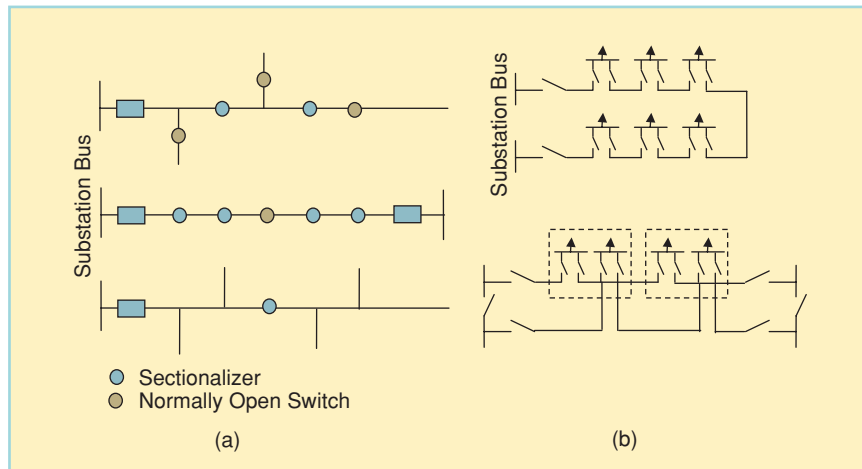 Substation Bus
Sectionalizer
Normally Open Switch
(a)
Substation Bus
(b)